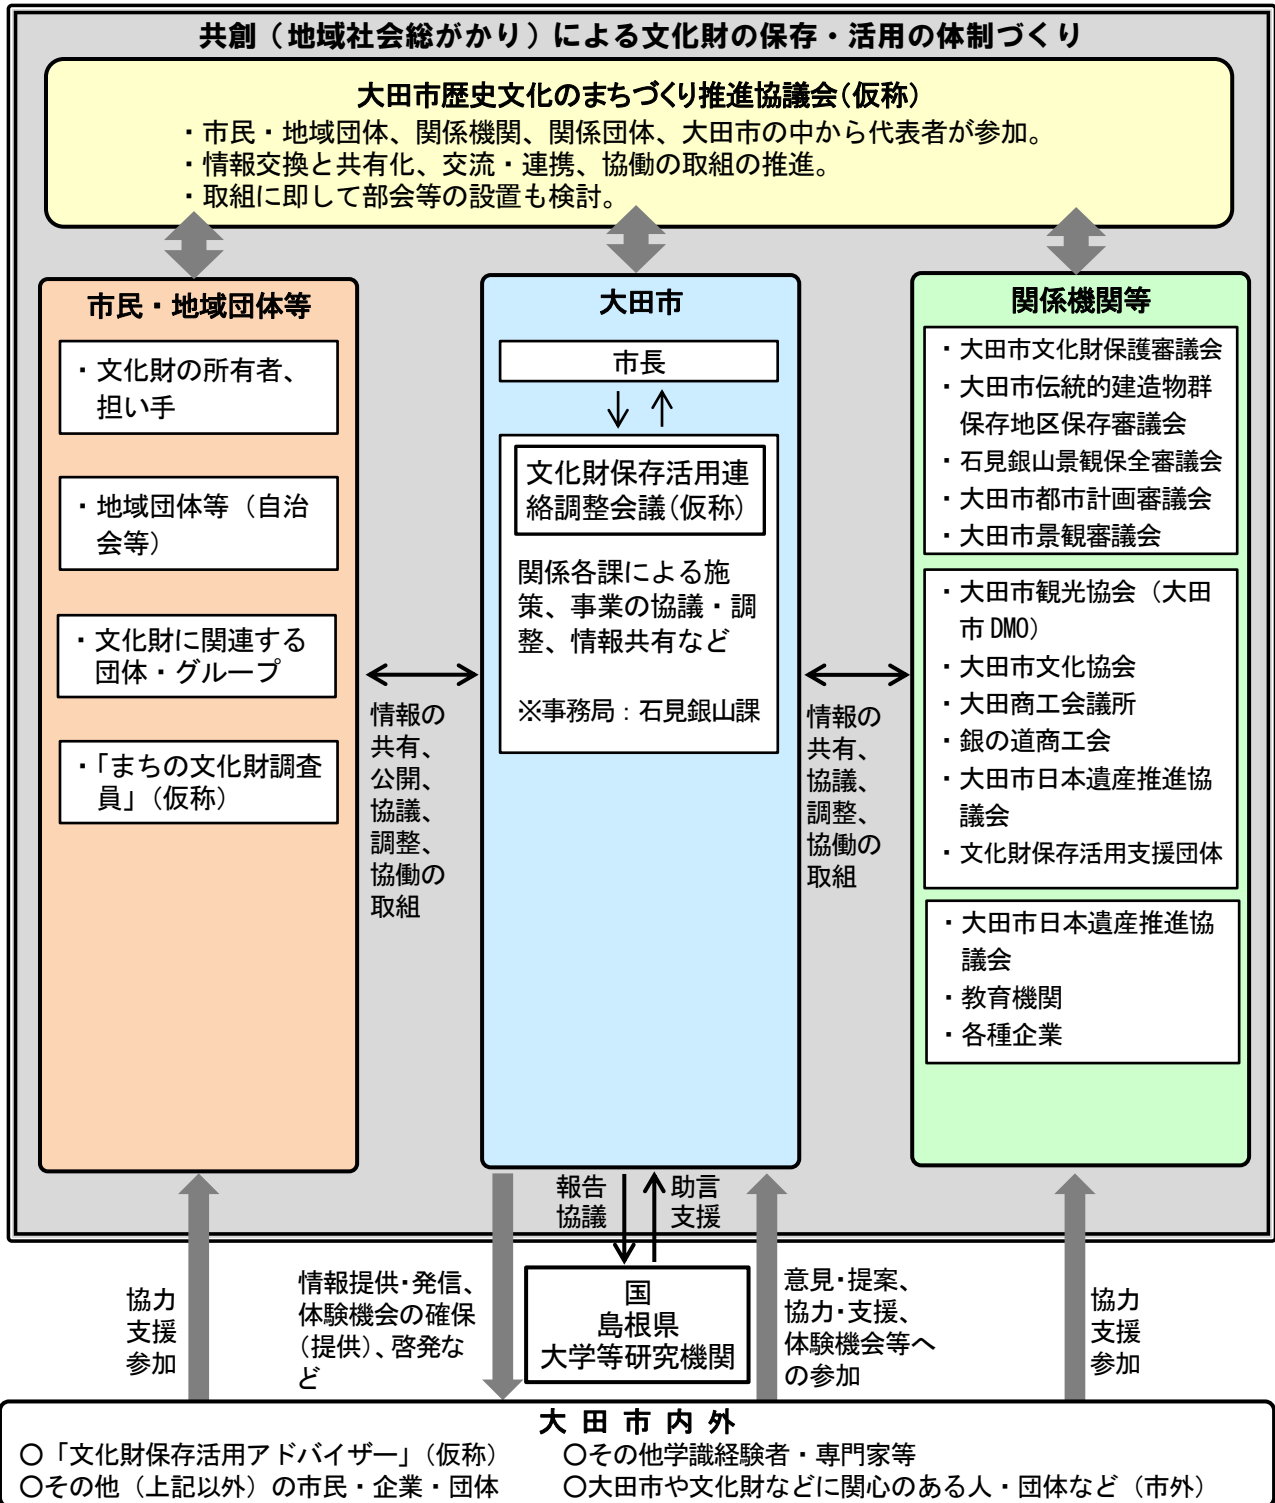 共創（地域社会総がかり）による文化財の保存・活用の体制づくり
大田市歴史文化のまちづくり推進協議会(仮称)
・市民・地域団体、関係機関、関係団体、大田市の中から代表者が参加。
・情報交換と共有化、交流・連携、協働の取組の推進。
・取組に即して部会等の設置も検討。
市民・地域団体等
・文化財の所有者、
担い手
・地域団体等（自治
会等）
・文化財に関連する
団体・グループ
・「まちの文化財調査
員」（仮称）
情報の
共有、
公開、
協議、
調整、
協働の
取組
大田市
市長
文化財保存活用連
絡調整会議(仮称)
関係各課による施
策、事業の協議・調
整、情報共有など
※事務局：石見銀山課
情報の
共有、
協議、
調整、
協働の
取組
関係機関等
・大田市文化財保護審議会
・大田市伝統的建造物群
保存地区保存審議会
・石見銀山景観保全審議会
・大田市都市計画審議会
・大田市景観審議会
・大田市観光協会（大田
市 DMO）
・大田市文化協会
・大田商工会議所
・銀の道商工会
・大田市日本遺産推進協
議会
・文化財保存活用支援団体
・大田市日本遺産推進協
議会
・教育機関
・各種企業
報告
協議
助言
支援
協力
支援
参加
情報提供・発信、
体験機会の確保
（提供）、啓発な
ど
国
島根県
大学等研究機関
意見・提案、
協力・支援、
体験機会等へ
の参加
協力
支援
参加
大 田 市 内 外
○「文化財保存活用アドバイザー」（仮称）
○その他学識経験者・専門家等
○その他（上記以外）の市民・企業・団体
○大田市や文化財などに関心のある人・団体など（市外）